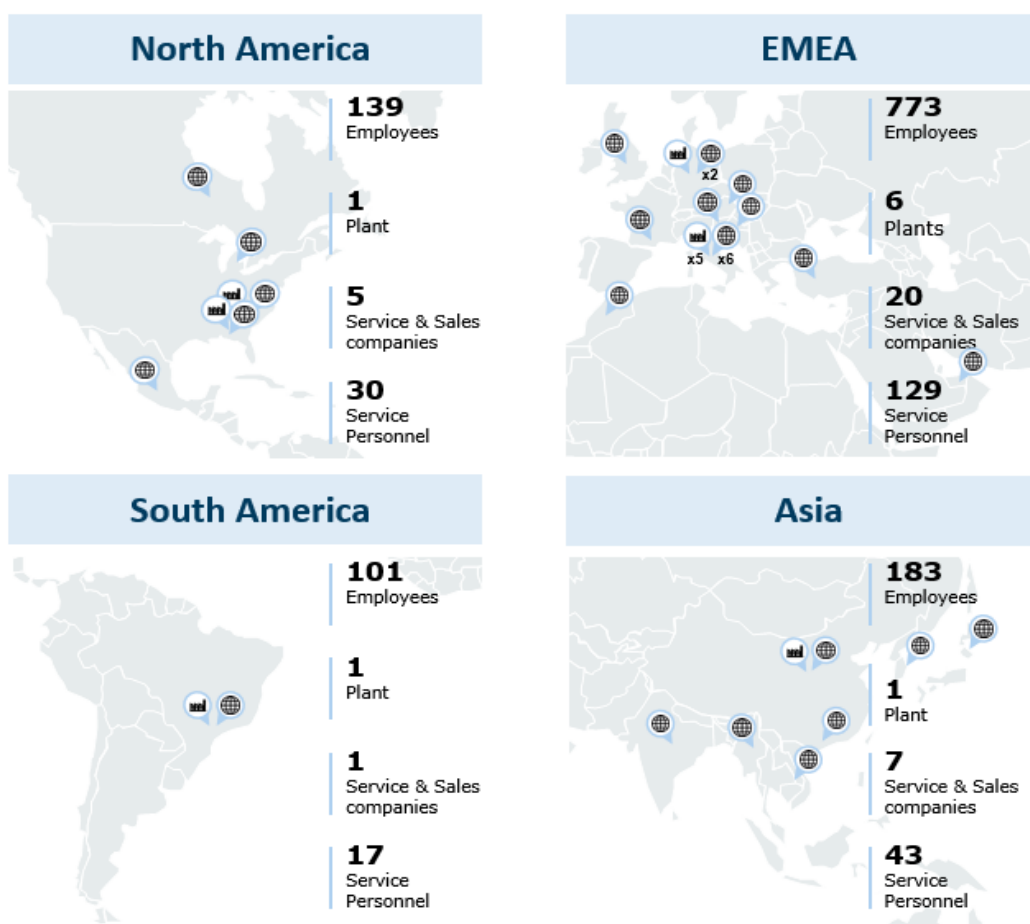 North America
139
Employees
1
Plant
5
Service & Sales
companies
30
Service
Personnel
EMEA
773
Employees
x2
6
Plants
x5 x6
20
Service & Sales
companies
129
Service
Personnel
South America
101
Employees
1
Plant
1
Service & Sales
companies
17
Service
Personnel
Asia
183
Employees
1
Plant
7
Service & Sales
companies
43
Service
Personnel